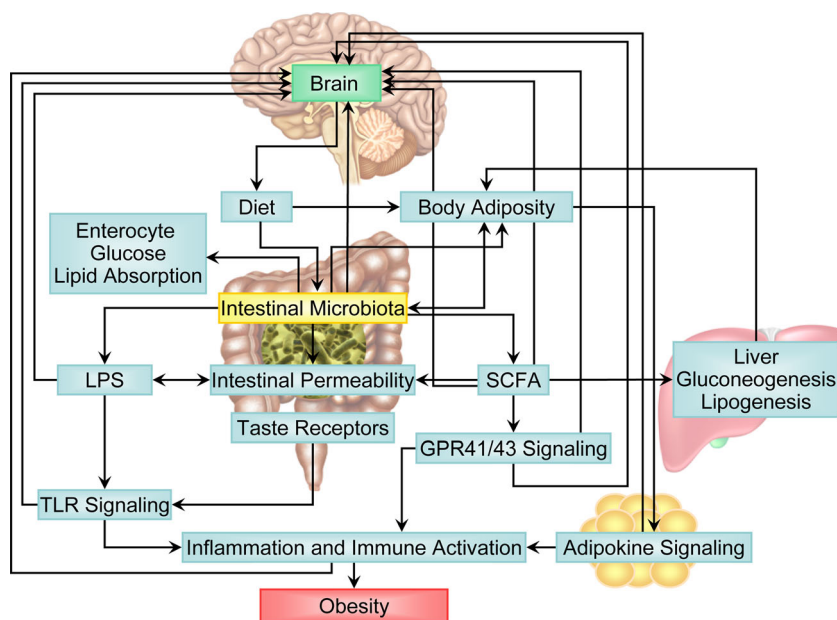 Brain
Diet
Body Adiposity
Enterocyte
Glucose
Lipid Absorption
Intestinal Microbiota
LPS
Intestinal Permeability
SCFA
Liver
Gluconeogenesis
Lipogenesis
Taste Receptors
GPR41/43 Signaling
TLR Signaling
Inflammation and Immune Activation
Adipokine Signaling
Obesity